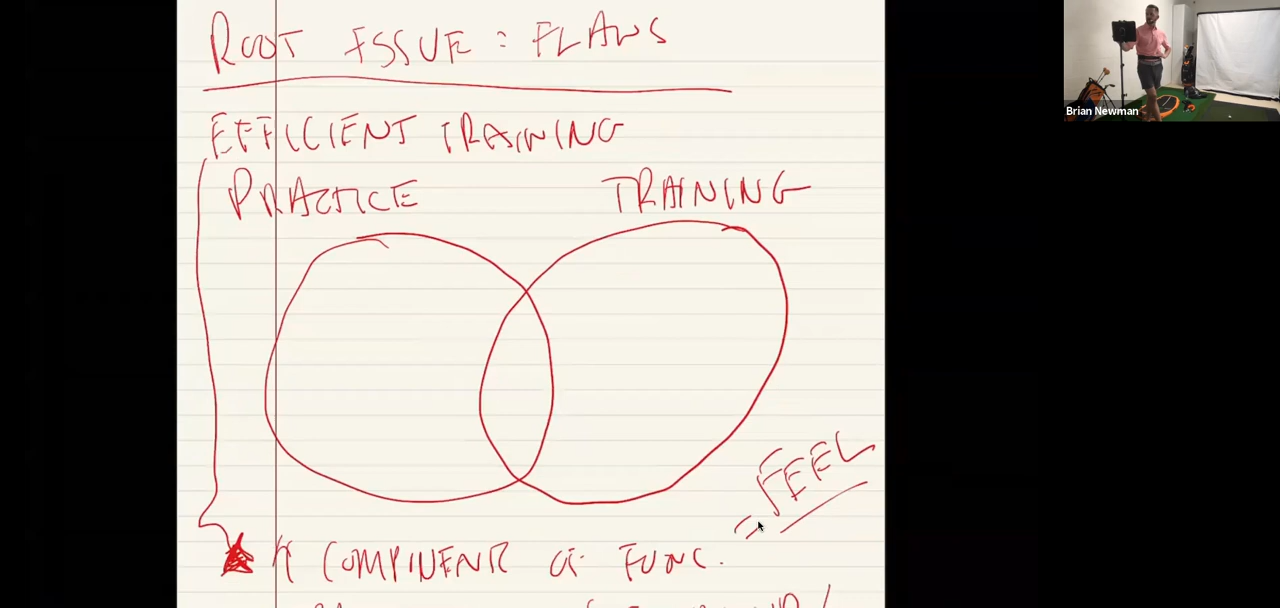 ROOT ISSUE : FLAWS
EFFICIENT TRAINING
PRACTICE TRAINING
= FEEL
COMPONENT OF FUNC.
Brian Newman